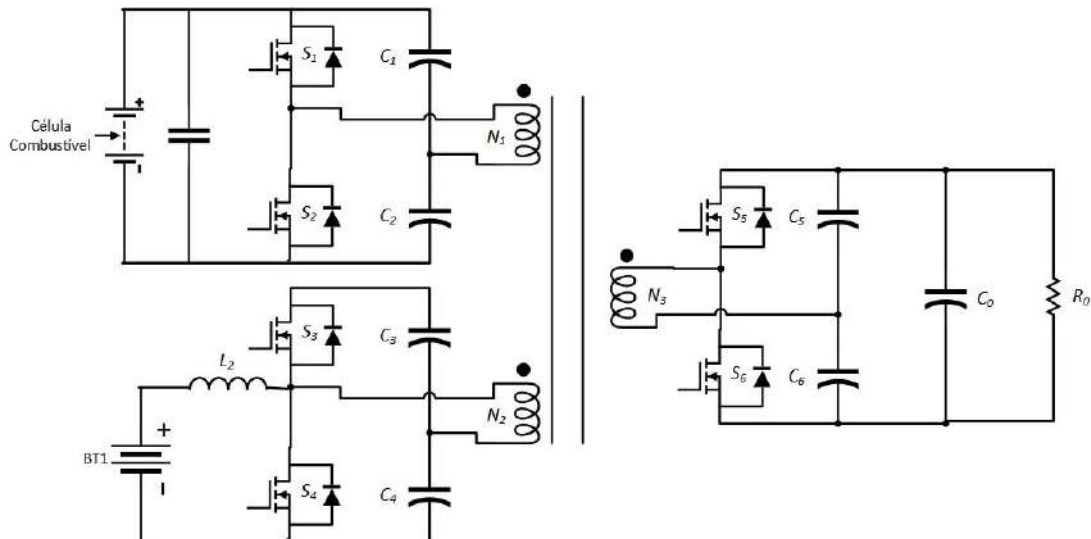 S1
C1
+
Célula
Combustível
-
N1
S2
C2
S3
C3
L2
+
BT1
-
N2
S4
C4
S5
C5
N3
Co
Ro
S6
C6